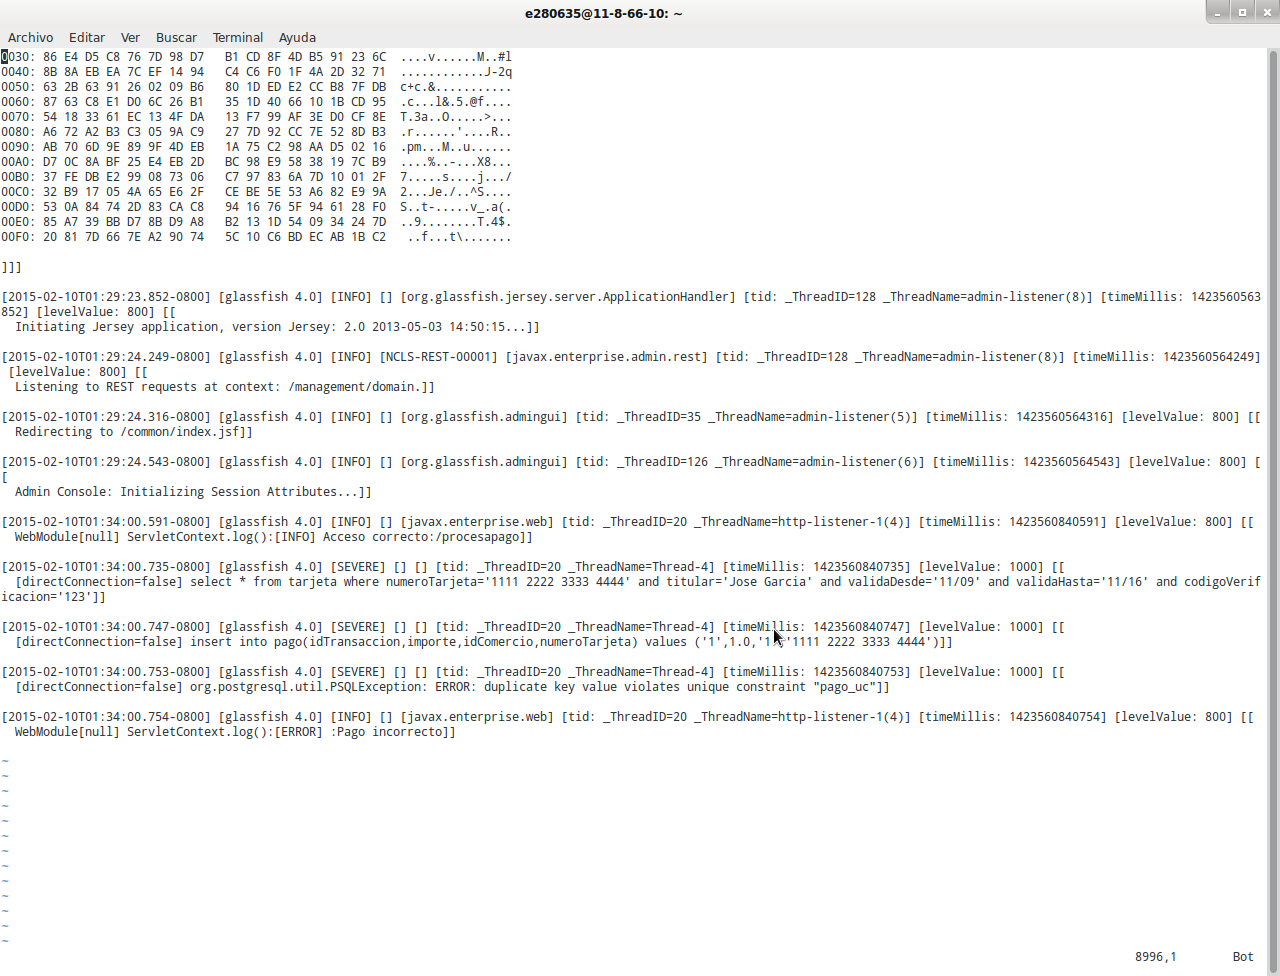 e280635@11-8-66-10: ~
Archivo Editar Ver Buscar Terminal Ayuda
0030: 86 E4 D5 C8 76 7D 98 D7   B1 CD 8F 4D B5 91 23 6C  ....v......M..#l
0040: 8B 8A EB EA 7C EF 14 94   C4 C6 F0 1F 4A 2D 32 71  ............J-2q
0050: 63 2B 63 91 26 02 09 B6   80 1D ED E2 CC B8 7F DB  c+c.&...........
0060: 87 63 C8 E1 D0 6C 26 B1   35 1D 40 66 10 1B CD 95  .c...l&.5.@f....
0070: 54 18 33 61 EC 13 4F DA   13 F7 99 AF 3E D0 CF 8E  T.3a..O.....>...
0080: A6 72 A2 B3 C3 05 9A C9   27 7D 92 CC 7E 52 8D B3  .r......'....R..
0090: AB 70 6D 9E 89 9F 4D EB   1A 75 C2 98 AA D5 02 16  .pm...M..u......
00A0: D7 0C 8A BF 25 E4 EB 2D   BC 98 E9 58 38 19 7C B9  ....%..-...X8...
00B0: 37 FE DB E2 99 08 73 06   C7 97 83 6A 7D 10 01 2F  7.....s....j.../
00C0: 32 B9 17 05 4A 65 E6 2F   CE BE 5E 53 A6 82 E9 9A  2...Je./..^S....
00D0: 53 0A 84 74 2D 83 CA C8   94 16 76 5F 94 61 28 F0  S..t-.....v_.a(.
00E0: 85 A7 39 BB D7 8B D9 A8   B2 13 1D 54 09 34 24 7D  ..9........T.4$.
00F0: 20 81 7D 66 7E A2 90 74   5C 10 C6 BD EC AB 1B C2   ..f...t\.......
]]]
[2015-02-10T01:29:23.852-0800] [glassfish 4.0] [INFO] [] [org.glassfish.jersey.server.ApplicationHandler] [tid: _ThreadID=128 _ThreadName=admin-listener(8)] [timeMillis: 1423560563
852] [levelValue: 800] [[
  Initiating Jersey application, version Jersey: 2.0 2013-05-03 14:50:15...]]
[2015-02-10T01:29:24.249-0800] [glassfish 4.0] [INFO] [NCLS-REST-00001] [javax.enterprise.admin.rest] [tid: _ThreadID=128 _ThreadName=admin-listener(8)] [timeMillis: 1423560564249]
 [levelValue: 800] [[
  Listening to REST requests at context: /management/domain.]]
[2015-02-10T01:29:24.316-0800] [glassfish 4.0] [INFO] [] [org.glassfish.admingui] [tid: _ThreadID=35 _ThreadName=admin-listener(5)] [timeMillis: 1423560564316] [levelValue: 800] [[
  Redirecting to /common/index.jsf]]
[2015-02-10T01:29:24.543-0800] [glassfish 4.0] [INFO] [] [org.glassfish.admingui] [tid: _ThreadID=126 _ThreadName=admin-listener(6)] [timeMillis: 1423560564543] [levelValue: 800] [
[
  Admin Console: Initializing Session Attributes...]]
[2015-02-10T01:34:00.591-0800] [glassfish 4.0] [INFO] [] [javax.enterprise.web] [tid: _ThreadID=20 _ThreadName=http-listener-1(4)] [timeMillis: 1423560840591] [levelValue: 800] [[
  WebModule[null] ServletContext.log():[INFO] Acceso correcto:/procesapago]]
[2015-02-10T01:34:00.735-0800] [glassfish 4.0] [SEVERE] [] [] [tid: _ThreadID=20 _ThreadName=Thread-4] [timeMillis: 1423560840735] [levelValue: 1000] [[
  [directConnection=false] select * from tarjeta where numeroTarjeta='1111 2222 3333 4444' and titular='Jose Garcia' and validaDesde='11/09' and validaHasta='11/16' and codigoVerif
icacion='123']]
[2015-02-10T01:34:00.747-0800] [glassfish 4.0] [SEVERE] [] [] [tid: _ThreadID=20 _ThreadName=Thread-4] [timeMillis: 1423560840747] [levelValue: 1000] [[
  [directConnection=false] insert into pago(idTransaccion,importe,idComercio,numeroTarjeta) values ('1',1.0,'1 '1111 2222 3333 4444')]]
[2015-02-10T01:34:00.753-0800] [glassfish 4.0] [SEVERE] [] [] [tid: _ThreadID=20 _ThreadName=Thread-4] [timeMillis: 1423560840753] [levelValue: 1000] [[
  [directConnection=false] org.postgresql.util.PSQLException: ERROR: duplicate key value violates unique constraint "pago_uc"]]
[2015-02-10T01:34:00.754-0800] [glassfish 4.0] [INFO] [] [javax.enterprise.web] [tid: _ThreadID=20 _ThreadName=http-listener-1(4)] [timeMillis: 1423560840754] [levelValue: 800] [[
  WebModule[null] ServletContext.log():[ERROR] :Pago incorrecto]]
~
~
~
~
~
~
~
~
~
~
~
~
~
8996,1 Bot